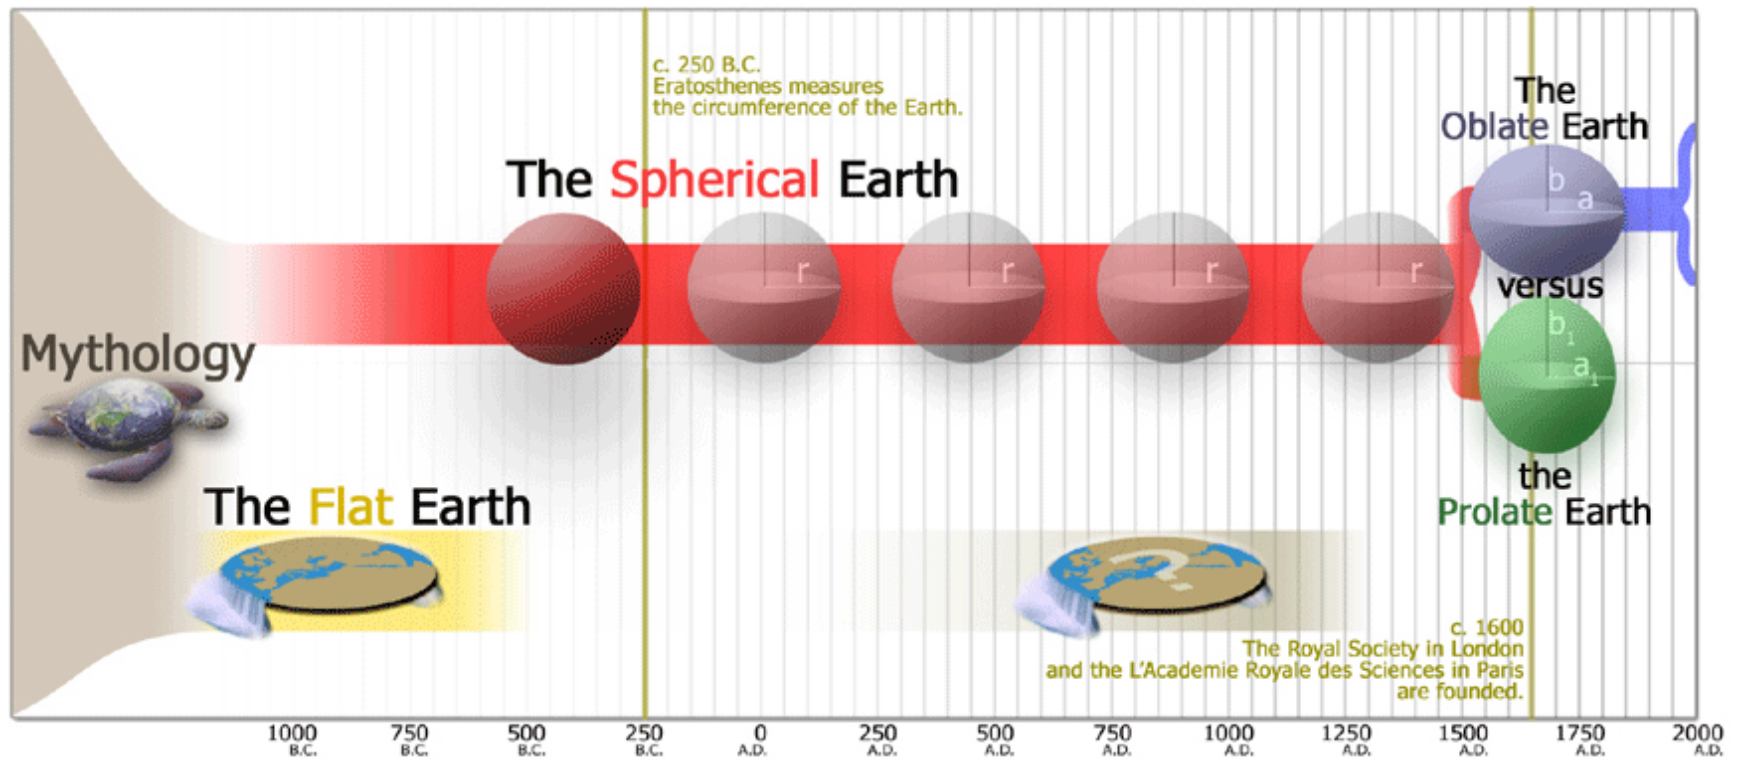 c. 250 B.C.
Eratosthenes measures
the circumference of the Earth.
The Spherical Earth
The
Oblate Earth
b
a
versus
r
r
r
r
b1
a1
the
Prolate Earth
Mythology
The Flat Earth
?
c. 1600
The Royal Society in London
and the L'Academie Royale des Sciences in Paris
are founded.
1000 750 500 250 0 250 500 750 1000 1250 1500 1750 2000
B.C. B.C. B.C. B.C. A.D. A.D. A.D. A.D. A.D. A.D. A.D. A.D. A.D.